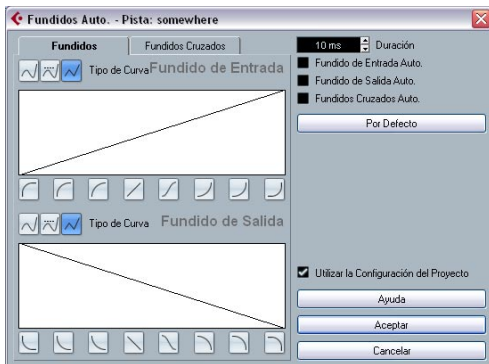 Fundidos Auto. - Pista: somewhere
Fundidos
Fundidos Cruzados
10 ms
Duración
Tipo de Curva
Fundido de Entrada
Fundido de Entrada Auto.
Fundido de Salida Auto.
Fundidos Cruzados Auto.
Por Defecto
Tipo de Curva
Fundido de Salida
Utilizar la Configuración del Proyecto
Ayuda
Aceptar
Cancelar